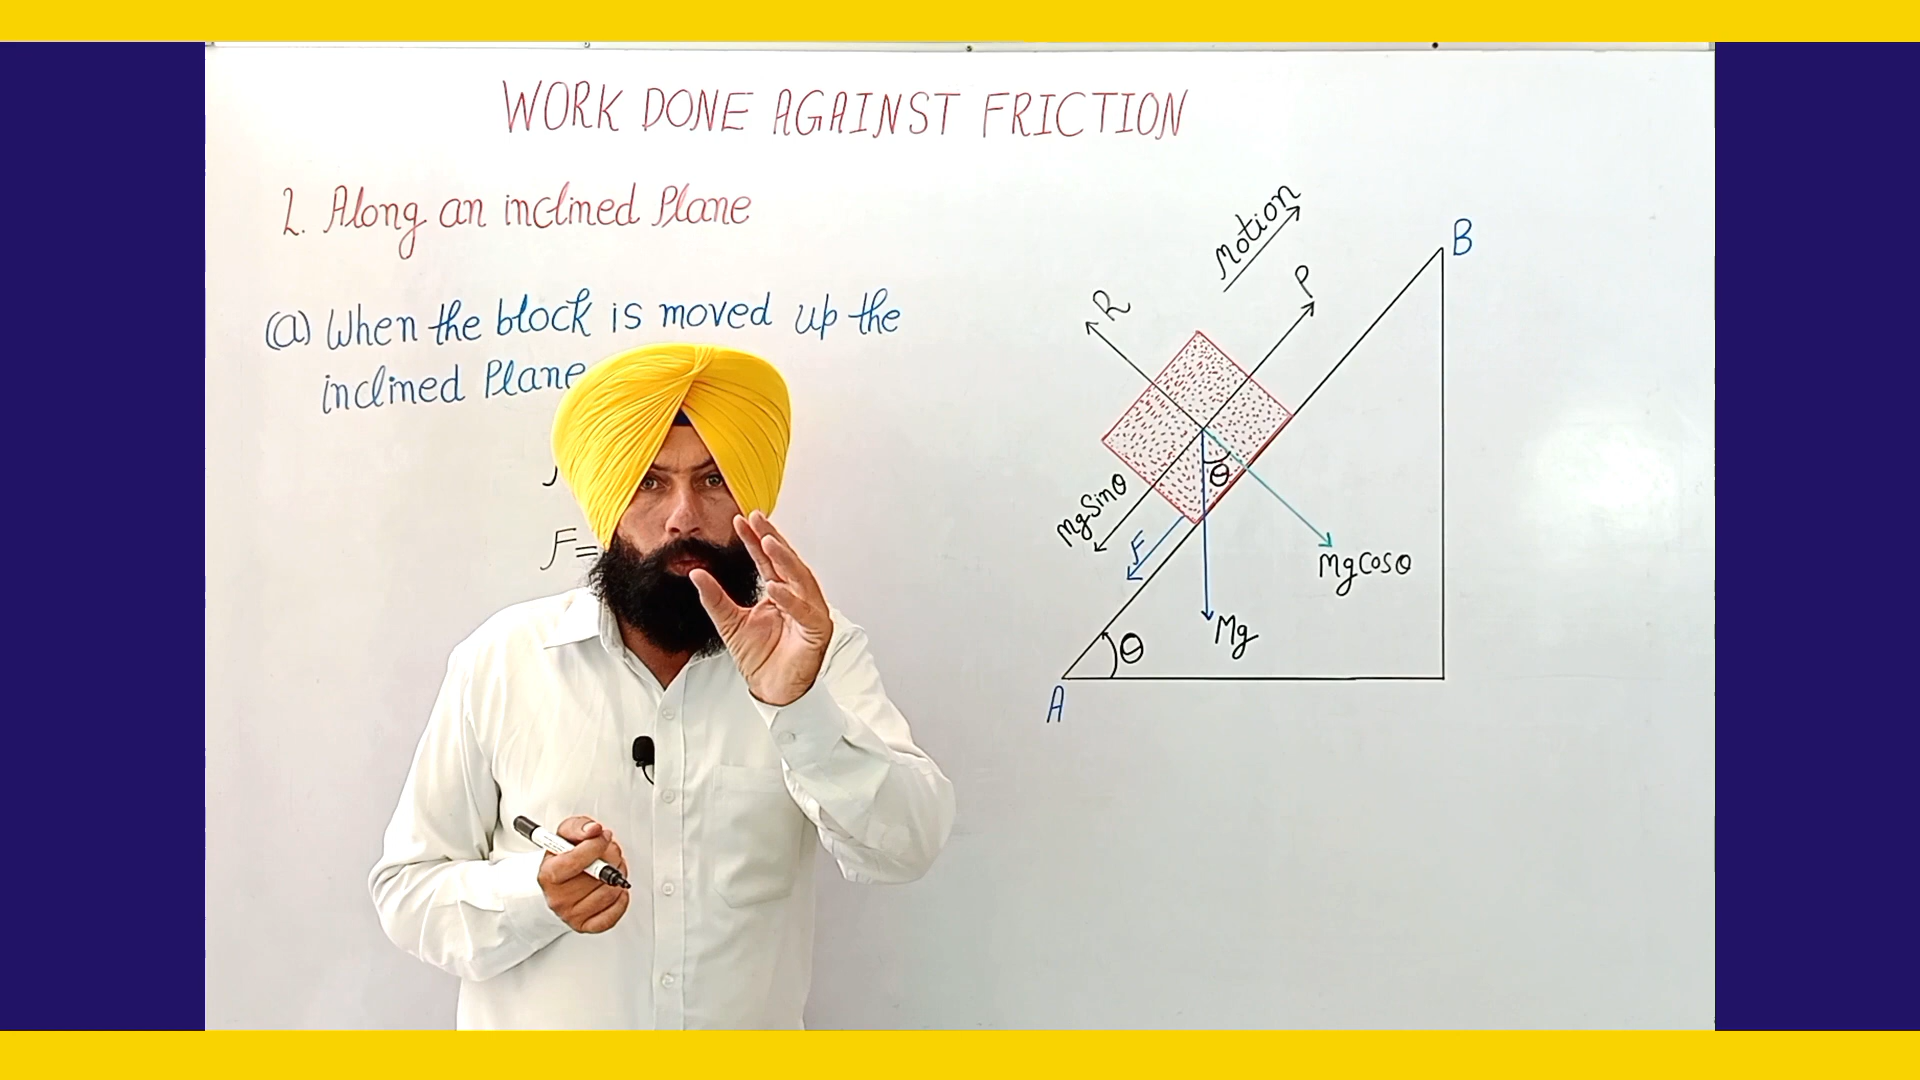 WORK DONE AGAINST FRICTION
2. Along an inclined Plane
(a) When the block is moved up the
inclined Plane
F=
Motion
P
R
B
θ
MgSinθ
F
MgCosθ
Mg
θ
A